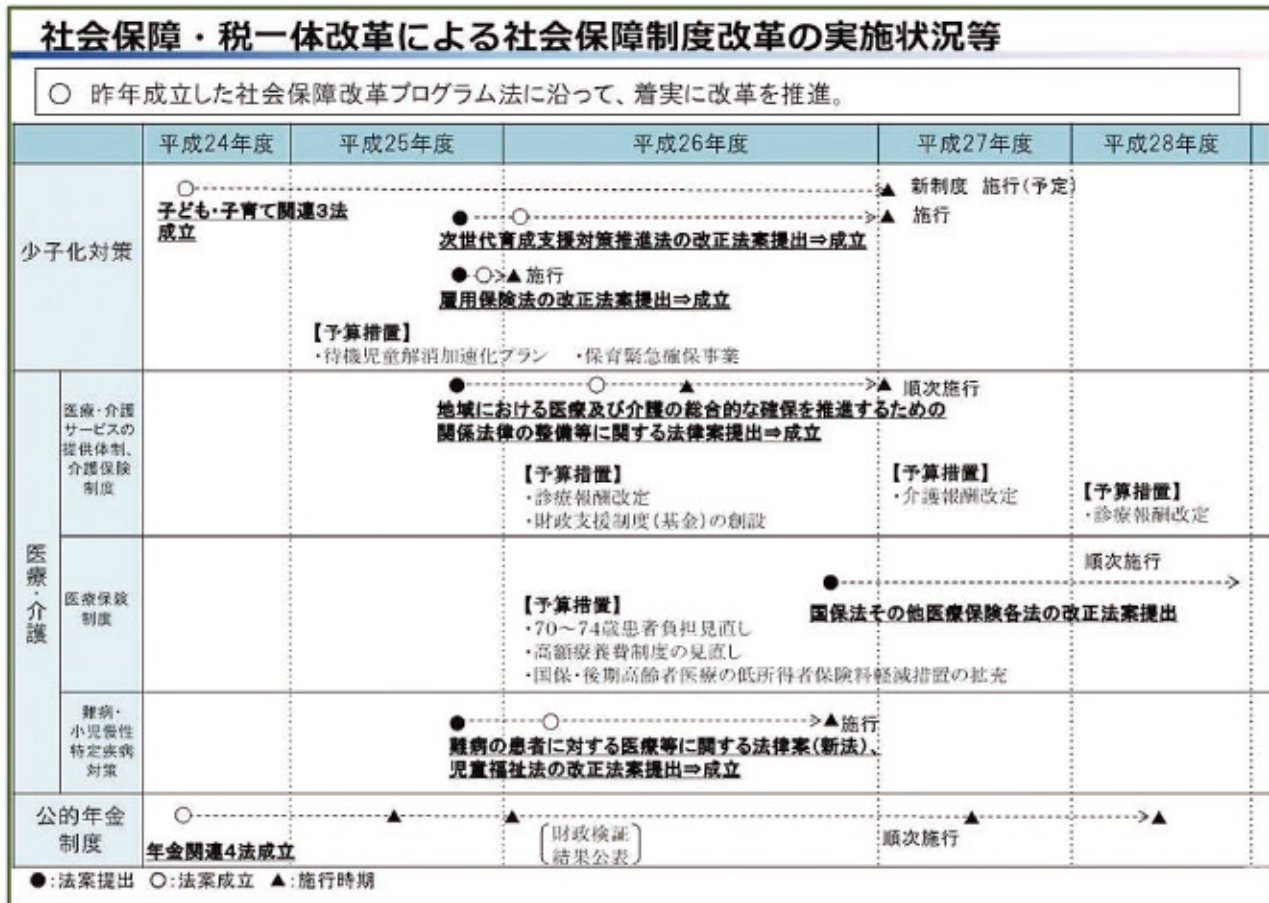 社会保障・税一体改革による社会保障制度改革の実施状況等
○ 昨年成立した社会保障改革プログラム法に沿って、着実に改革を推進。
平成24年度
平成25年度
平成26年度
平成27年度
平成28年度
少子化対策
新制度 施行(予定)
子ども・子育て関連3法
成立
施行
次世代育成支援対策推進法の改正法案提出⇒成立
施行
雇用保険法の改正法案提出⇒成立
【予算措置】
・待機児童解消加速化プラン ・保育緊急確保事業
医療・介護
医療・介護
サービスの
提供体制、
介護保険
制度
順次施行
地域における医療及び介護の総合的な確保を推進するための
関係法律の整備等に関する法律案提出⇒成立
【予算措置】
・診療報酬改定
・財政支援制度(基金)の創設
【予算措置】
・介護報酬改定
【予算措置】
・診療報酬改定
医療保険
制度
順次施行
国保法その他医療保険各法の改正法案提出
【予算措置】
・70～74歳患者負担見直し
・高額療養費制度の見直し
・国保・後期高齢者医療の低所得者保険料軽減措置の拡充
難病・
小児慢性
特定疾病
対策
施行
難病の患者に対する医療等に関する法律案(新法)、
児童福祉法の改正法案提出⇒成立
公的年金
制度
年金関連4法成立
財政検証
結果公表
順次施行
●:法案提出 ○:法案成立 ▲:施行時期